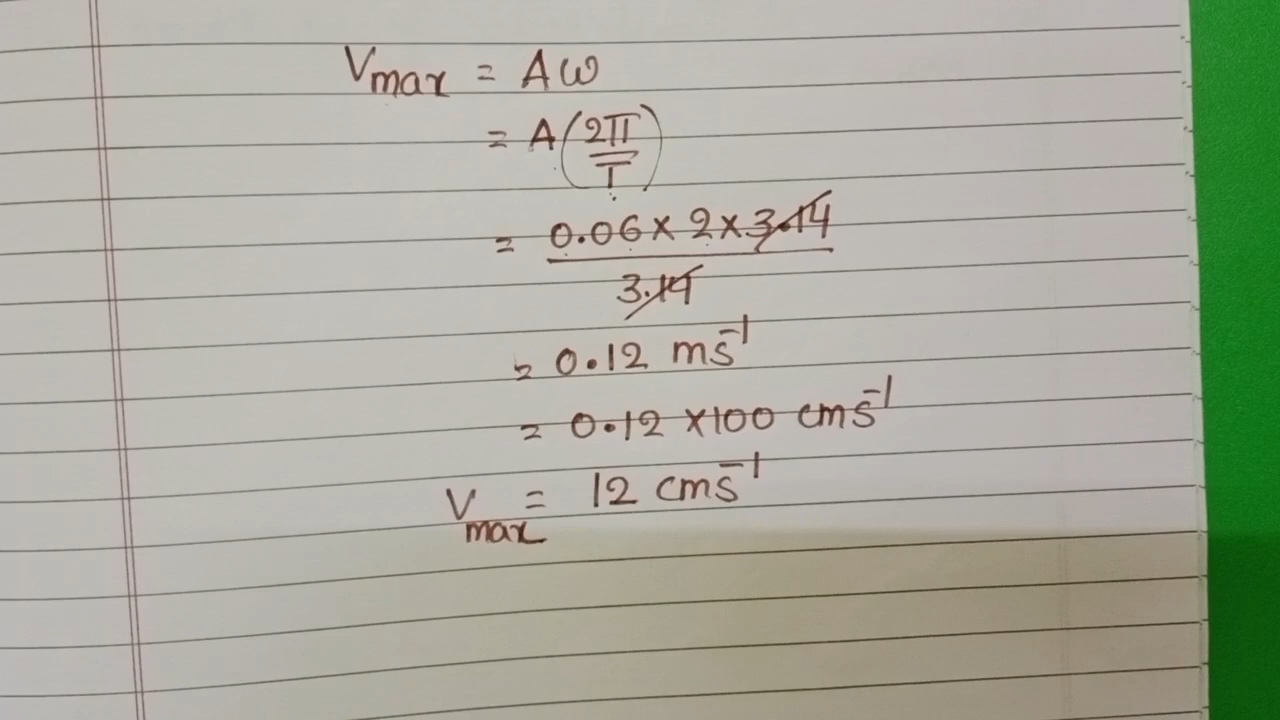 Vmax = Aω
= A(2π/T)
= 0.06 × 2 × 3.14
3.14
= 0.12 ms⁻¹
= 0.12 × 100 cms⁻¹
Vmax = 12 cms⁻¹